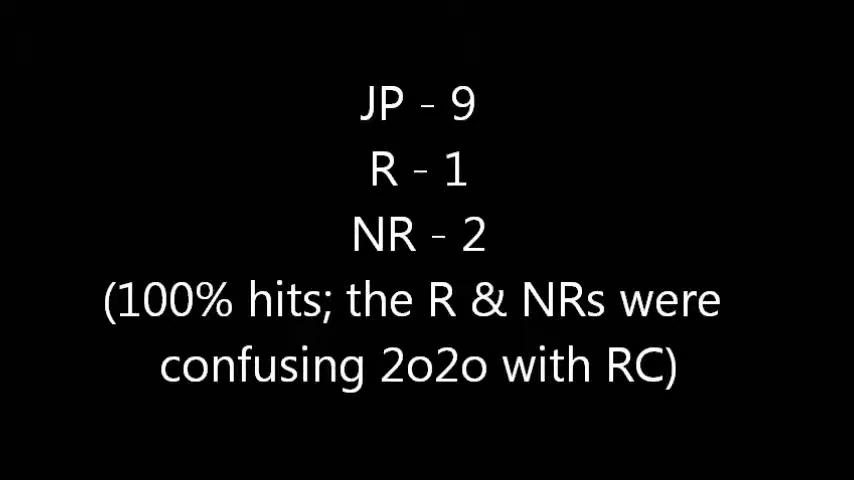 JP - 9
R - 1
NR - 2
(100% hits; the R & NRs were
confusing 2o2o with RC)